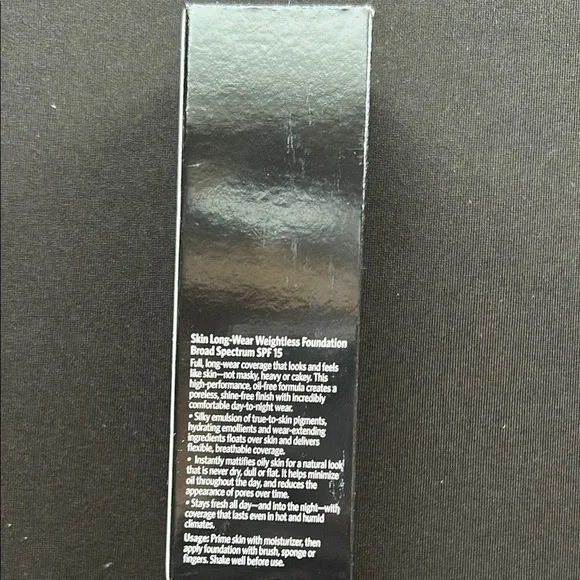 Skin Long-Wear Weightless Foundation
Broad Spectrum SPF 15
Full, long-wear coverage that looks and feels
like skin—not masky, heavy or cakey. This
high-performance, oil-free formula creates a
poreless, shine-free finish with incredibly
comfortable day-to-night wear.
• Silky emulsion of true-to-skin pigments,
hydrating emollients and wear-extending
ingredients floats over skin and delivers
flexible, breathable coverage.
• Instantly mattifies oily skin for a natural look
that is never dry, dull or flat. It helps minimize
oil throughout the day, and reduces the
appearance of pores over time.
• Stays fresh all day—and into the night—with
coverage that lasts even in hot and humid
climates.
Usage: Prime skin with moisturizer, then
apply foundation with brush, sponge or
fingers. Shake well before use.